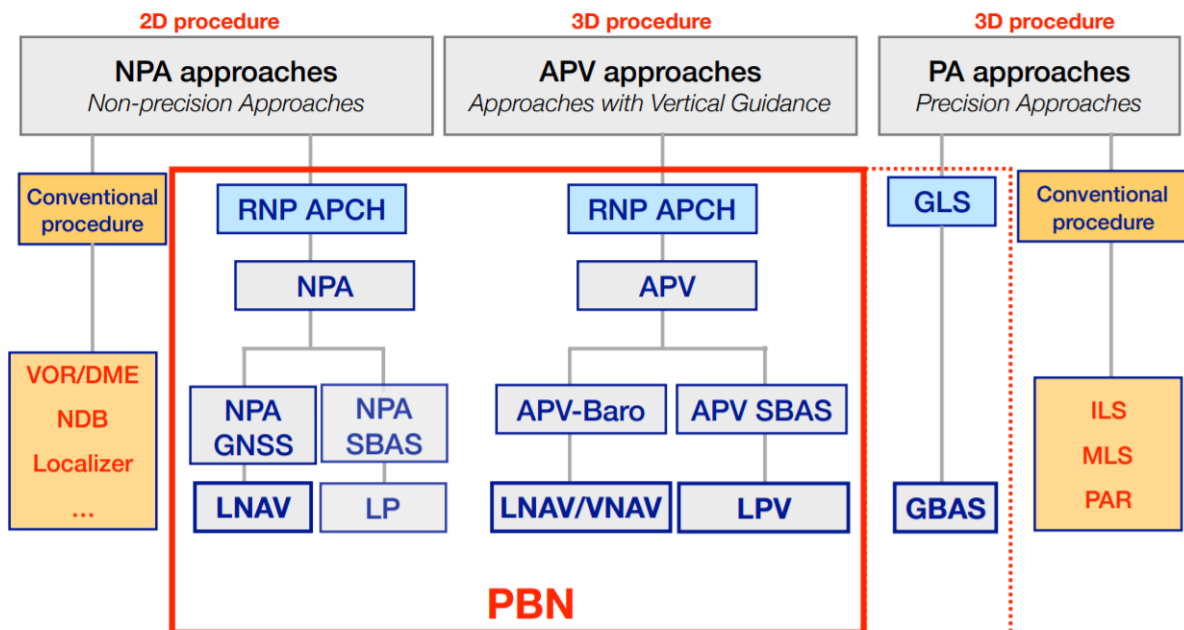 2D procedure
NPA approaches
Non-precision Approaches
3D procedure
APV approaches
Approaches with Vertical Guidance
3D procedure
PA approaches
Precision Approaches
Conventional
procedure
RNP APCH
RNP APCH
GLS
Conventional
procedure
NPA
APV
VOR/DME
NDB
Localizer
...
NPA
GNSS
NPA
SBAS
APV-Baro
APV SBAS
ILS
MLS
PAR
LNAV
LP
LNAV/VNAV
LPV
GBAS
PBN